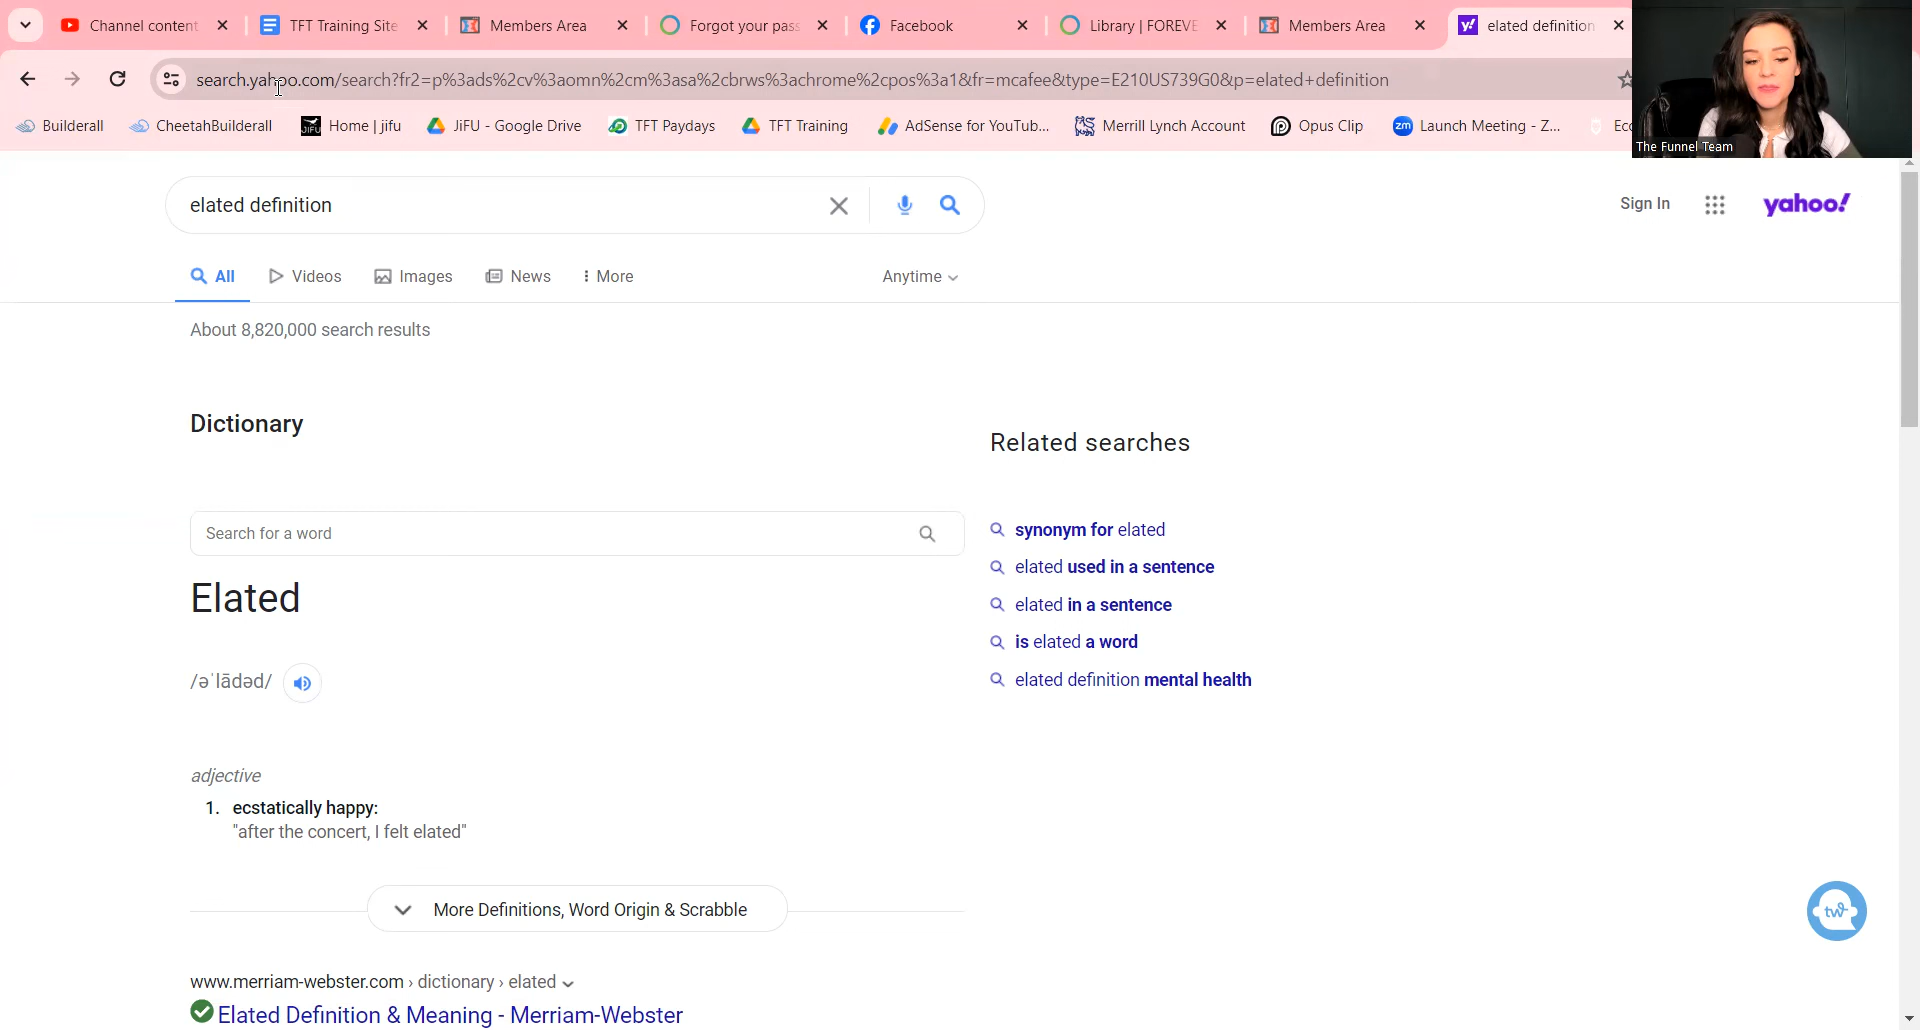 Channel content
TFT Training Site
Members Area
Forgot your pass
Facebook
Library | FOREVE
Members Area
elated definition
search.yahoo.com/search?fr2=p%3ads%2cv%3aomn%2cm%3asa%2cbrws%3achrome%2cpos%3a1&fr=mcafee&type=E210US739G0&p=elated+definition
Builderall
CheetahBuilderall
JIFU
Home | jifu
JiFU - Google Drive
TFT Paydays
TFT Training
AdSense for YouTub...
Merrill Lynch Account
Opus Clip
zm
Launch Meeting - Z...
Ec
The Funnel Team
elated definition
Sign In
yahoo!
All
Videos
Images
News
More
Anytime
About 8,820,000 search results
Dictionary
Search for a word
Elated
/əˈlādəd/
adjective
1. ecstatically happy:
"after the concert, I felt elated"
More Definitions, Word Origin & Scrabble
www.merriam-webster.com › dictionary › elated
Elated Definition & Meaning - Merriam-Webster
Related searches
synonym for elated
elated used in a sentence
elated in a sentence
is elated a word
elated definition mental health
tw